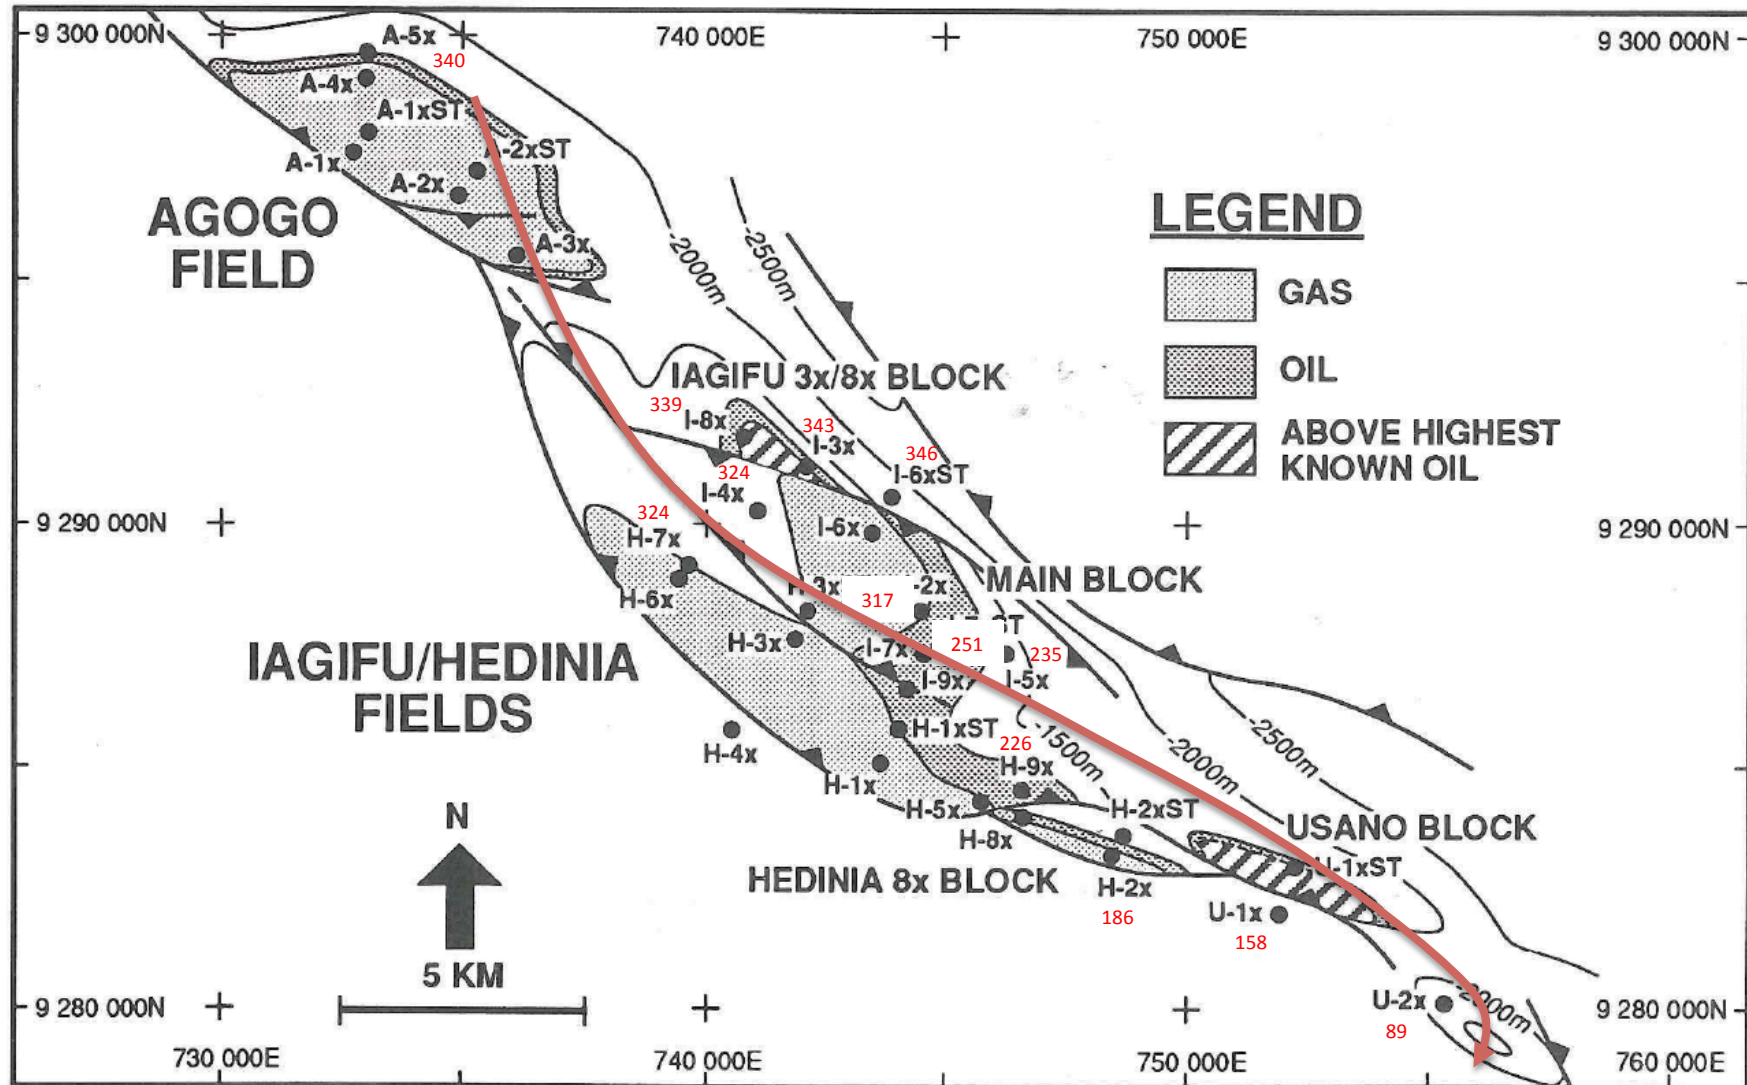 9 300 000N
740 000E
750 000E
9 300 000N
A-5x
340
A-4x
A-1xST
A-1x
A-2xST
A-2x
A-3x
AGOGO
FIELD
-2000m
-2500m
LEGEND
GAS
OIL
ABOVE HIGHEST
KNOWN OIL
IAGIFU 3x/8x BLOCK
339
I-8x
343
I-3x
346
I-6xST
324
I-4x
I-6x
9 290 000N
9 290 000N
324
H-7x
H-6x
MAIN BLOCK
H-3x
317
-2x
H-3x
I-7x
251
ST
235
I-5x
I-9x
IAGIFU/HEDINIA
FIELDS
H-1xST
226
H-9x
-1500m
-2000m
-2500m
H-4x
H-1x
H-5x
H-8x
H-2xST
USANO BLOCK
U-1xST
HEDINIA 8x BLOCK
H-2x
186
U-1x
158
N
5 KM
U-2x
89
-2000m
9 280 000N
9 280 000N
730 000E
740 000E
750 000E
760 000E